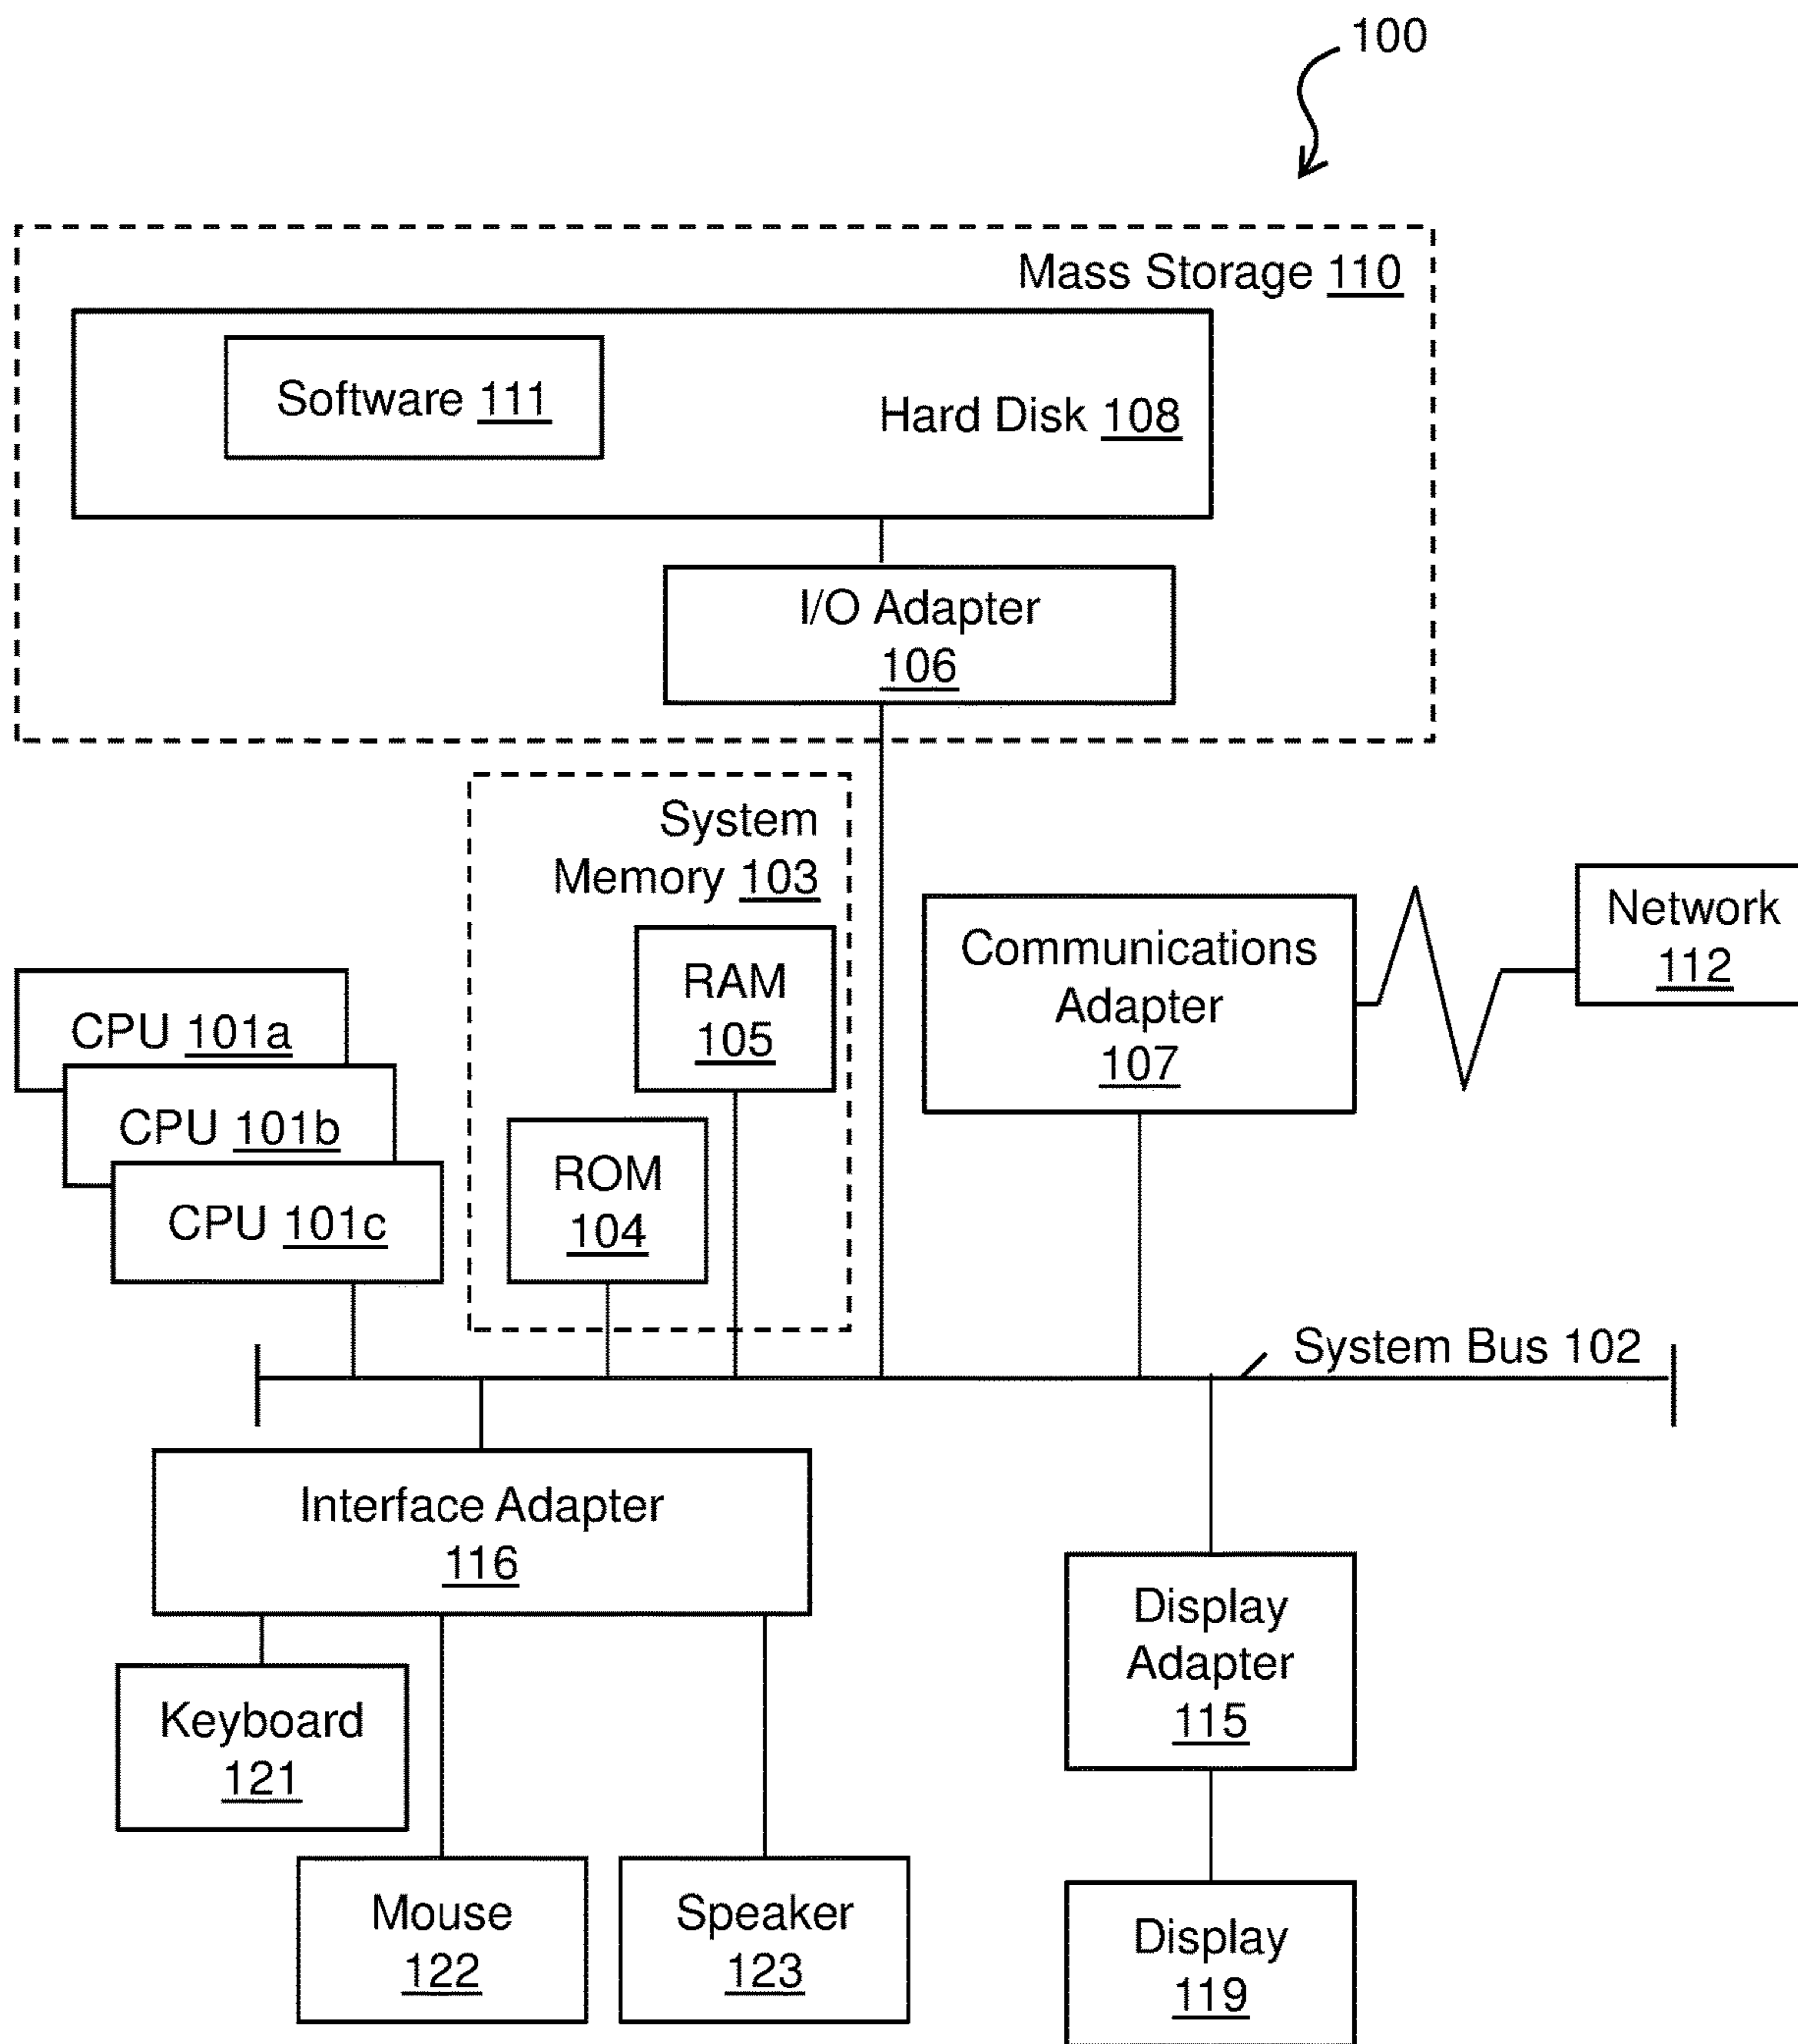 100
Mass Storage 110
Software 111
Hard Disk 108
I/O Adapter
106
System
Memory 103
RAM
105
ROM
104
Communications
Adapter
107
Network
112
CPU 101a
CPU 101b
CPU 101c
System Bus 102
Interface Adapter
116
Keyboard
121
Mouse
122
Speaker
123
Display
Adapter
115
Display
119